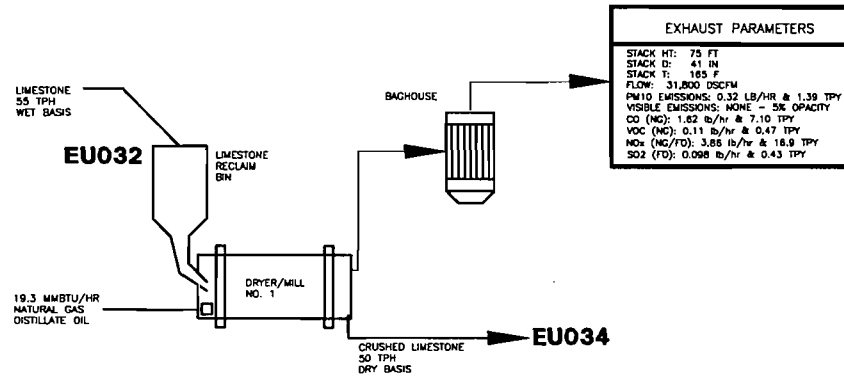 EXHAUST PARAMETERS
STACK HT: 75 FT
STACK D: 41 IN
STACK T: 165 F
FLOW: 31,800 DSCFM
PM10 EMISSIONS: 0.32 LB/HR & 1.39 TPY
VISIBLE EMISSIONS: NONE - 5% OPACITY
CO (NG): 1.62 lb/hr & 7.10 TPY
VOC (NG): 0.11 lb/hr & 0.47 TPY
NOx (NG/FO): 3.86 lb/hr & 16.9 TPY
SO2 (FO): 0.098 lb/hr & 0.43 TPY
LIMESTONE
55 TPH
WET BASIS
BAGHOUSE
EU032
LIMESTONE
RECLAIM
BIN
DRYER/MILL
NO. 1
19.3 MMBTU/HR
NATURAL GAS
DISTILLATE OIL
EU034
CRUSHED LIMESTONE
50 TPH
DRY BASIS